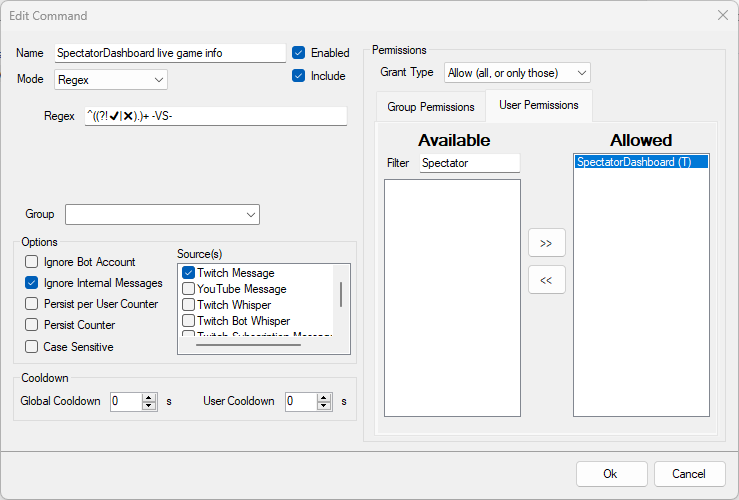 Edit Command
Name SpectatorDashboard live game info Enabled
Mode Regex Include
Regex ^((?!✔|❌).)+ -VS-
Group
Options
Ignore Bot Account
Ignore Internal Messages
Persist per User Counter
Persist Counter
Case Sensitive
Source(s)
Twitch Message
YouTube Message
Twitch Whisper
Twitch Bot Whisper
Twitch Subscription Message
Cooldown
Global Cooldown 0 s User Cooldown 0 s
Permissions
Grant Type Allow (all, or only those)
Group Permissions User Permissions
Available
Filter Spectator
>>
<<
Allowed
SpectatorDashboard (T)
Ok Cancel